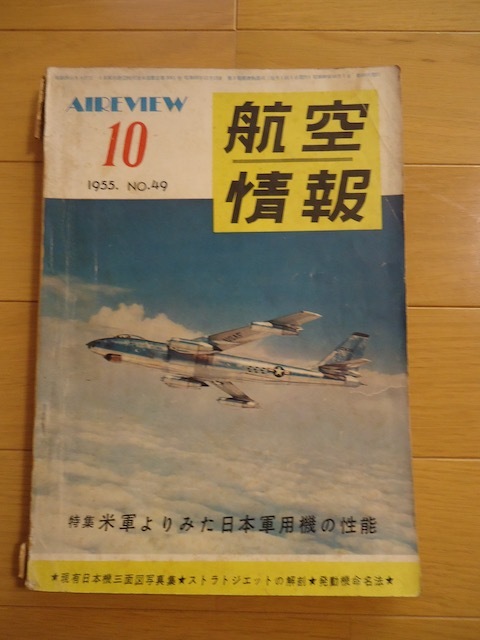 AIREVIEW
10
1955. NO.49
航空
情報
特集 米軍よりみた日本軍用機の性能
★現有日本機三面図写真集★ストラトジエットの解剖★発動機命名法★